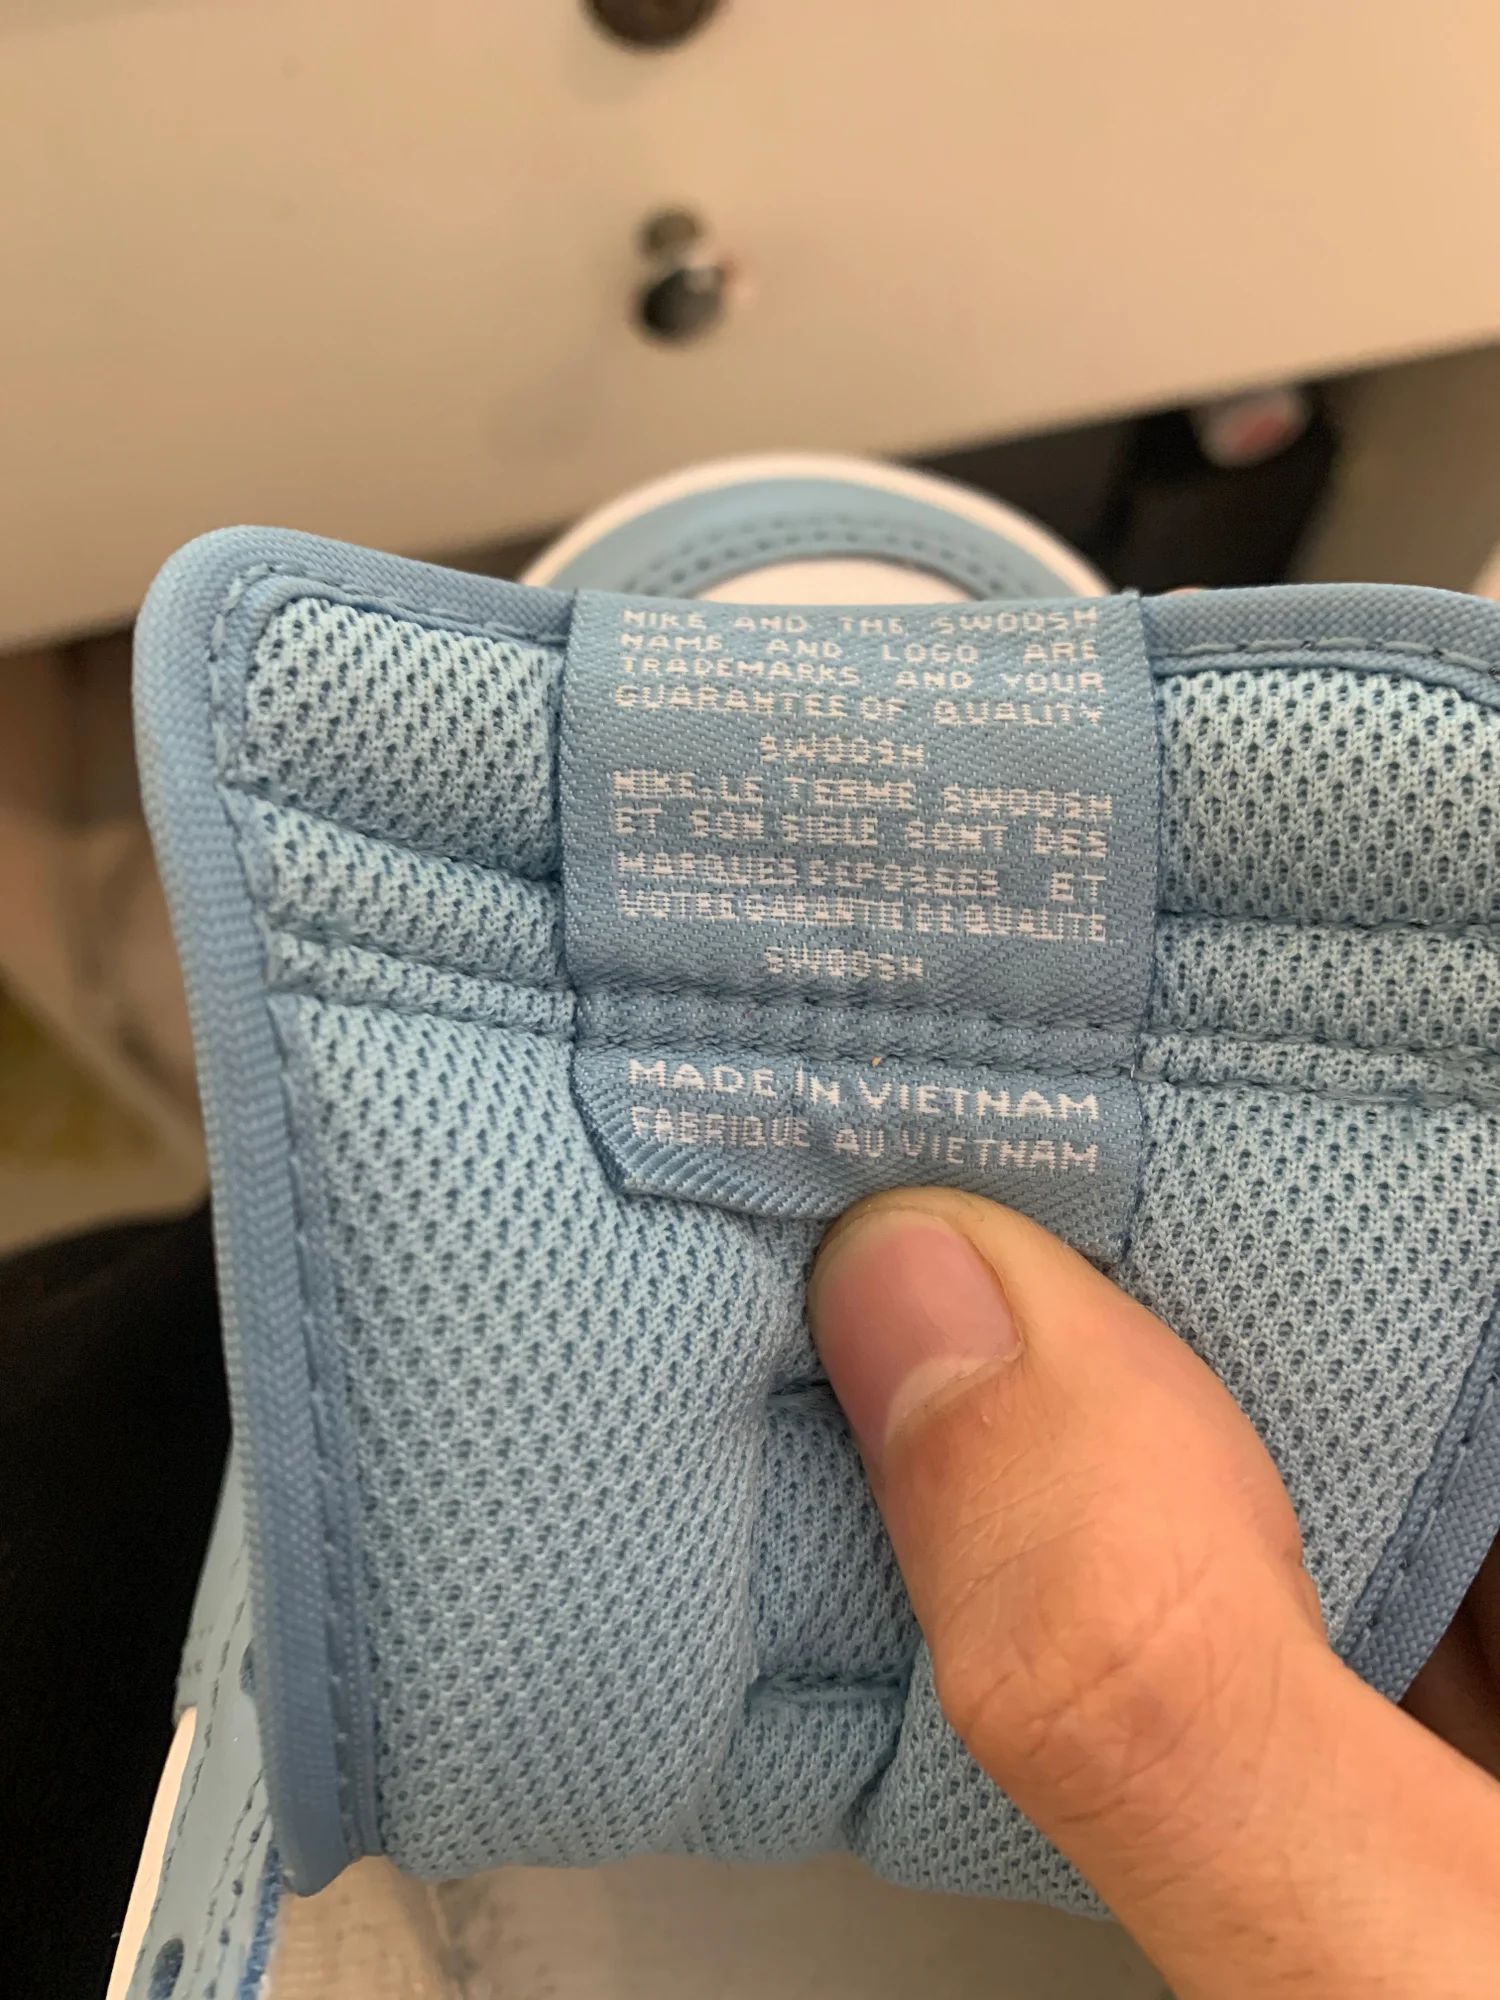 NIKE AND THE SWOOSH
NAME AND LOGO ARE
TRADEMARKS AND YOUR
GUARANTEE OF QUALITY
SWOOSH
NIKE, LE TERME SWOOSH
ET SON SIGLE SONT DES
MARQUES DEPOSEES ET
VOTRE GARANTIE DE QUALITE
SWOOSH
MADE IN VIETNAM
FABRIQUE AU VIETNAM